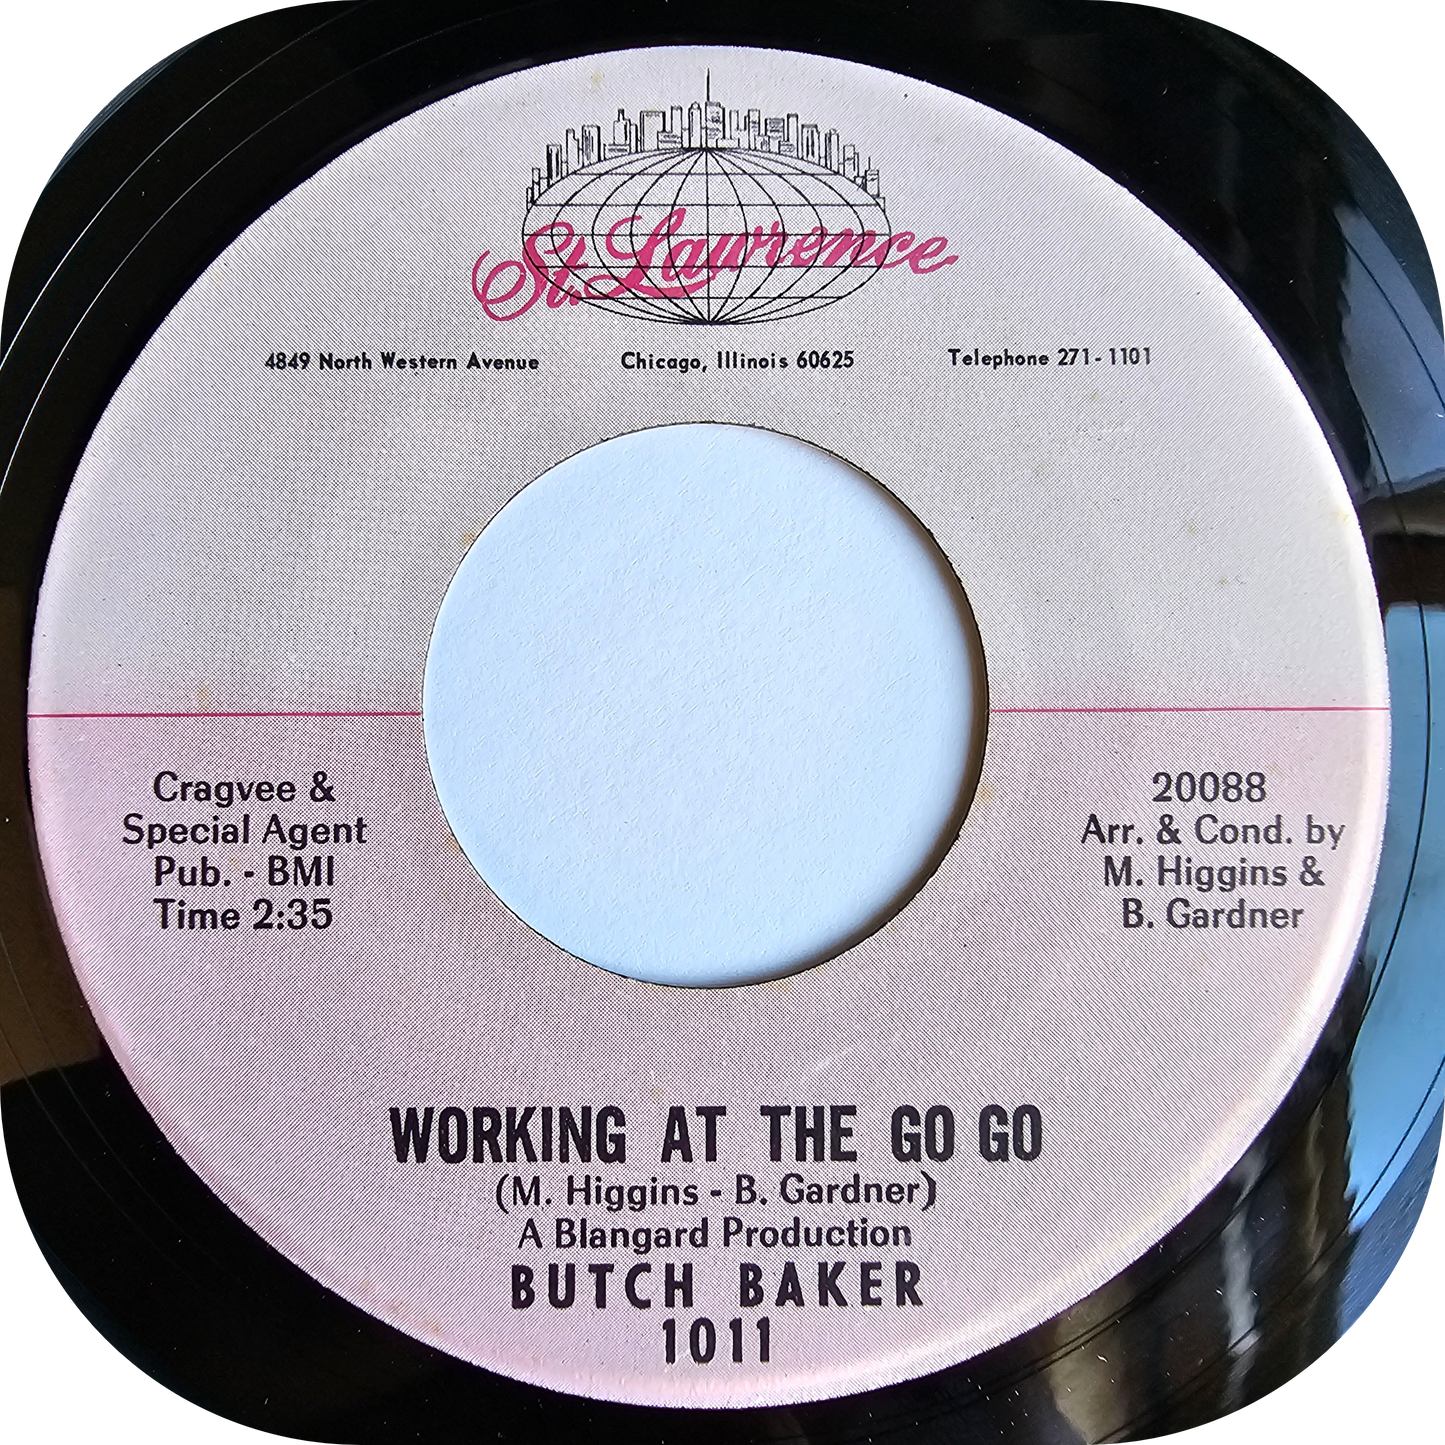 St. Lawrence
4849 North Western Avenue Chicago, Illinois 60625 Telephone 271-1101
Cragvee &
Special Agent
Pub. - BMI
Time 2:35
20088
Arr. & Cond. by
M. Higgins &
B. Gardner
WORKING AT THE GO GO
(M. Higgins - B. Gardner)
A Blangard Production
BUTCH BAKER
1011